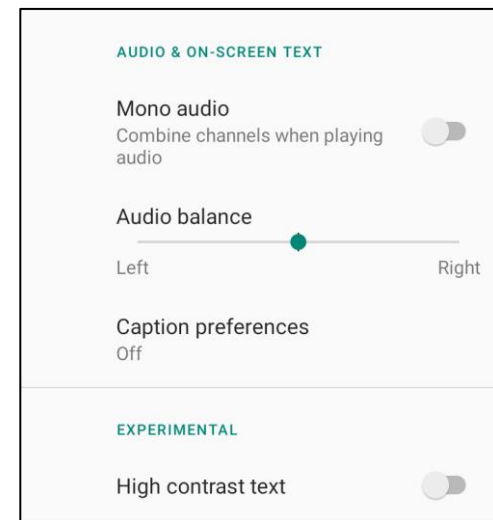 AUDIO & ON-SCREEN TEXT
Mono audio
Combine channels when playing
audio
Audio balance
Left Right
Caption preferences
Off
EXPERIMENTAL
High contrast text